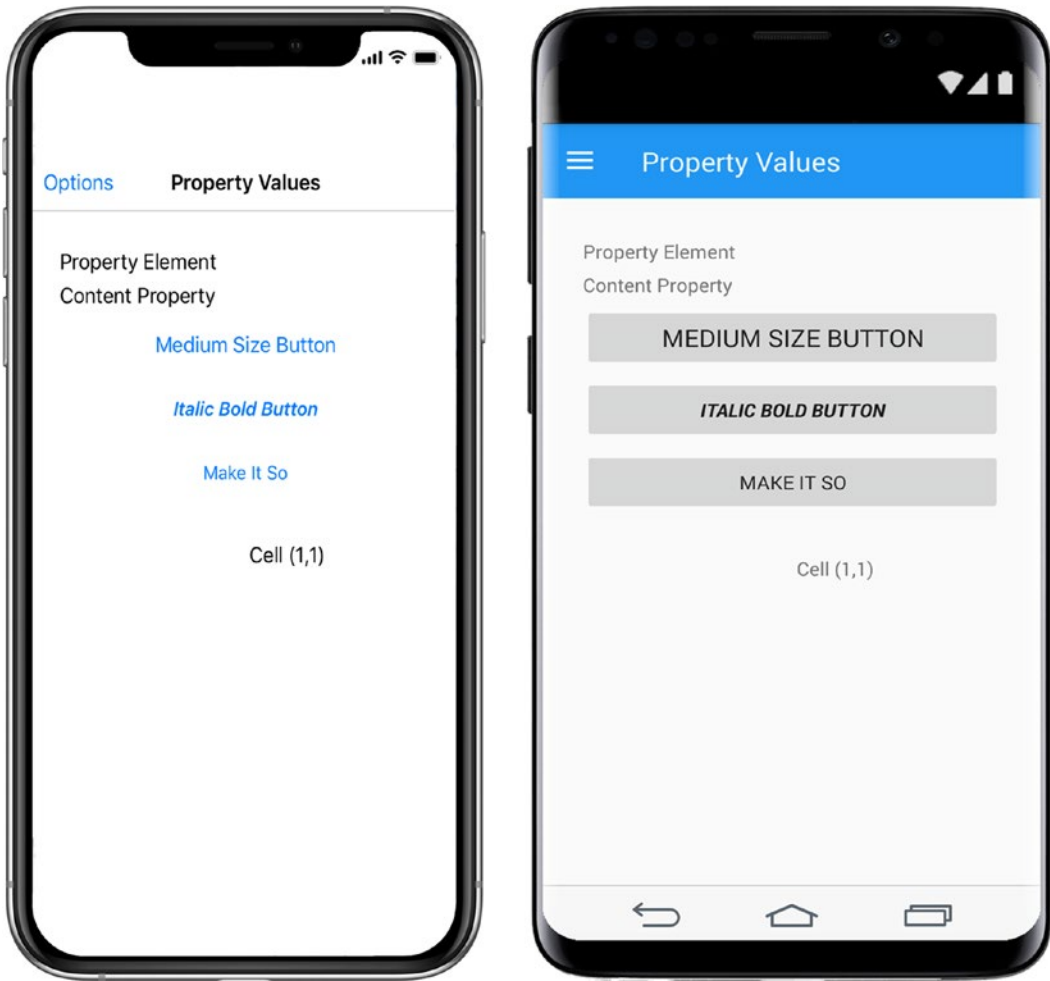 Options Property Values
Property Element
Content Property
Medium Size Button
Italic Bold Button
Make It So
Cell (1,1)
Property Values
Property Element
Content Property
MEDIUM SIZE BUTTON
ITALIC BOLD BUTTON
MAKE IT SO
Cell (1,1)